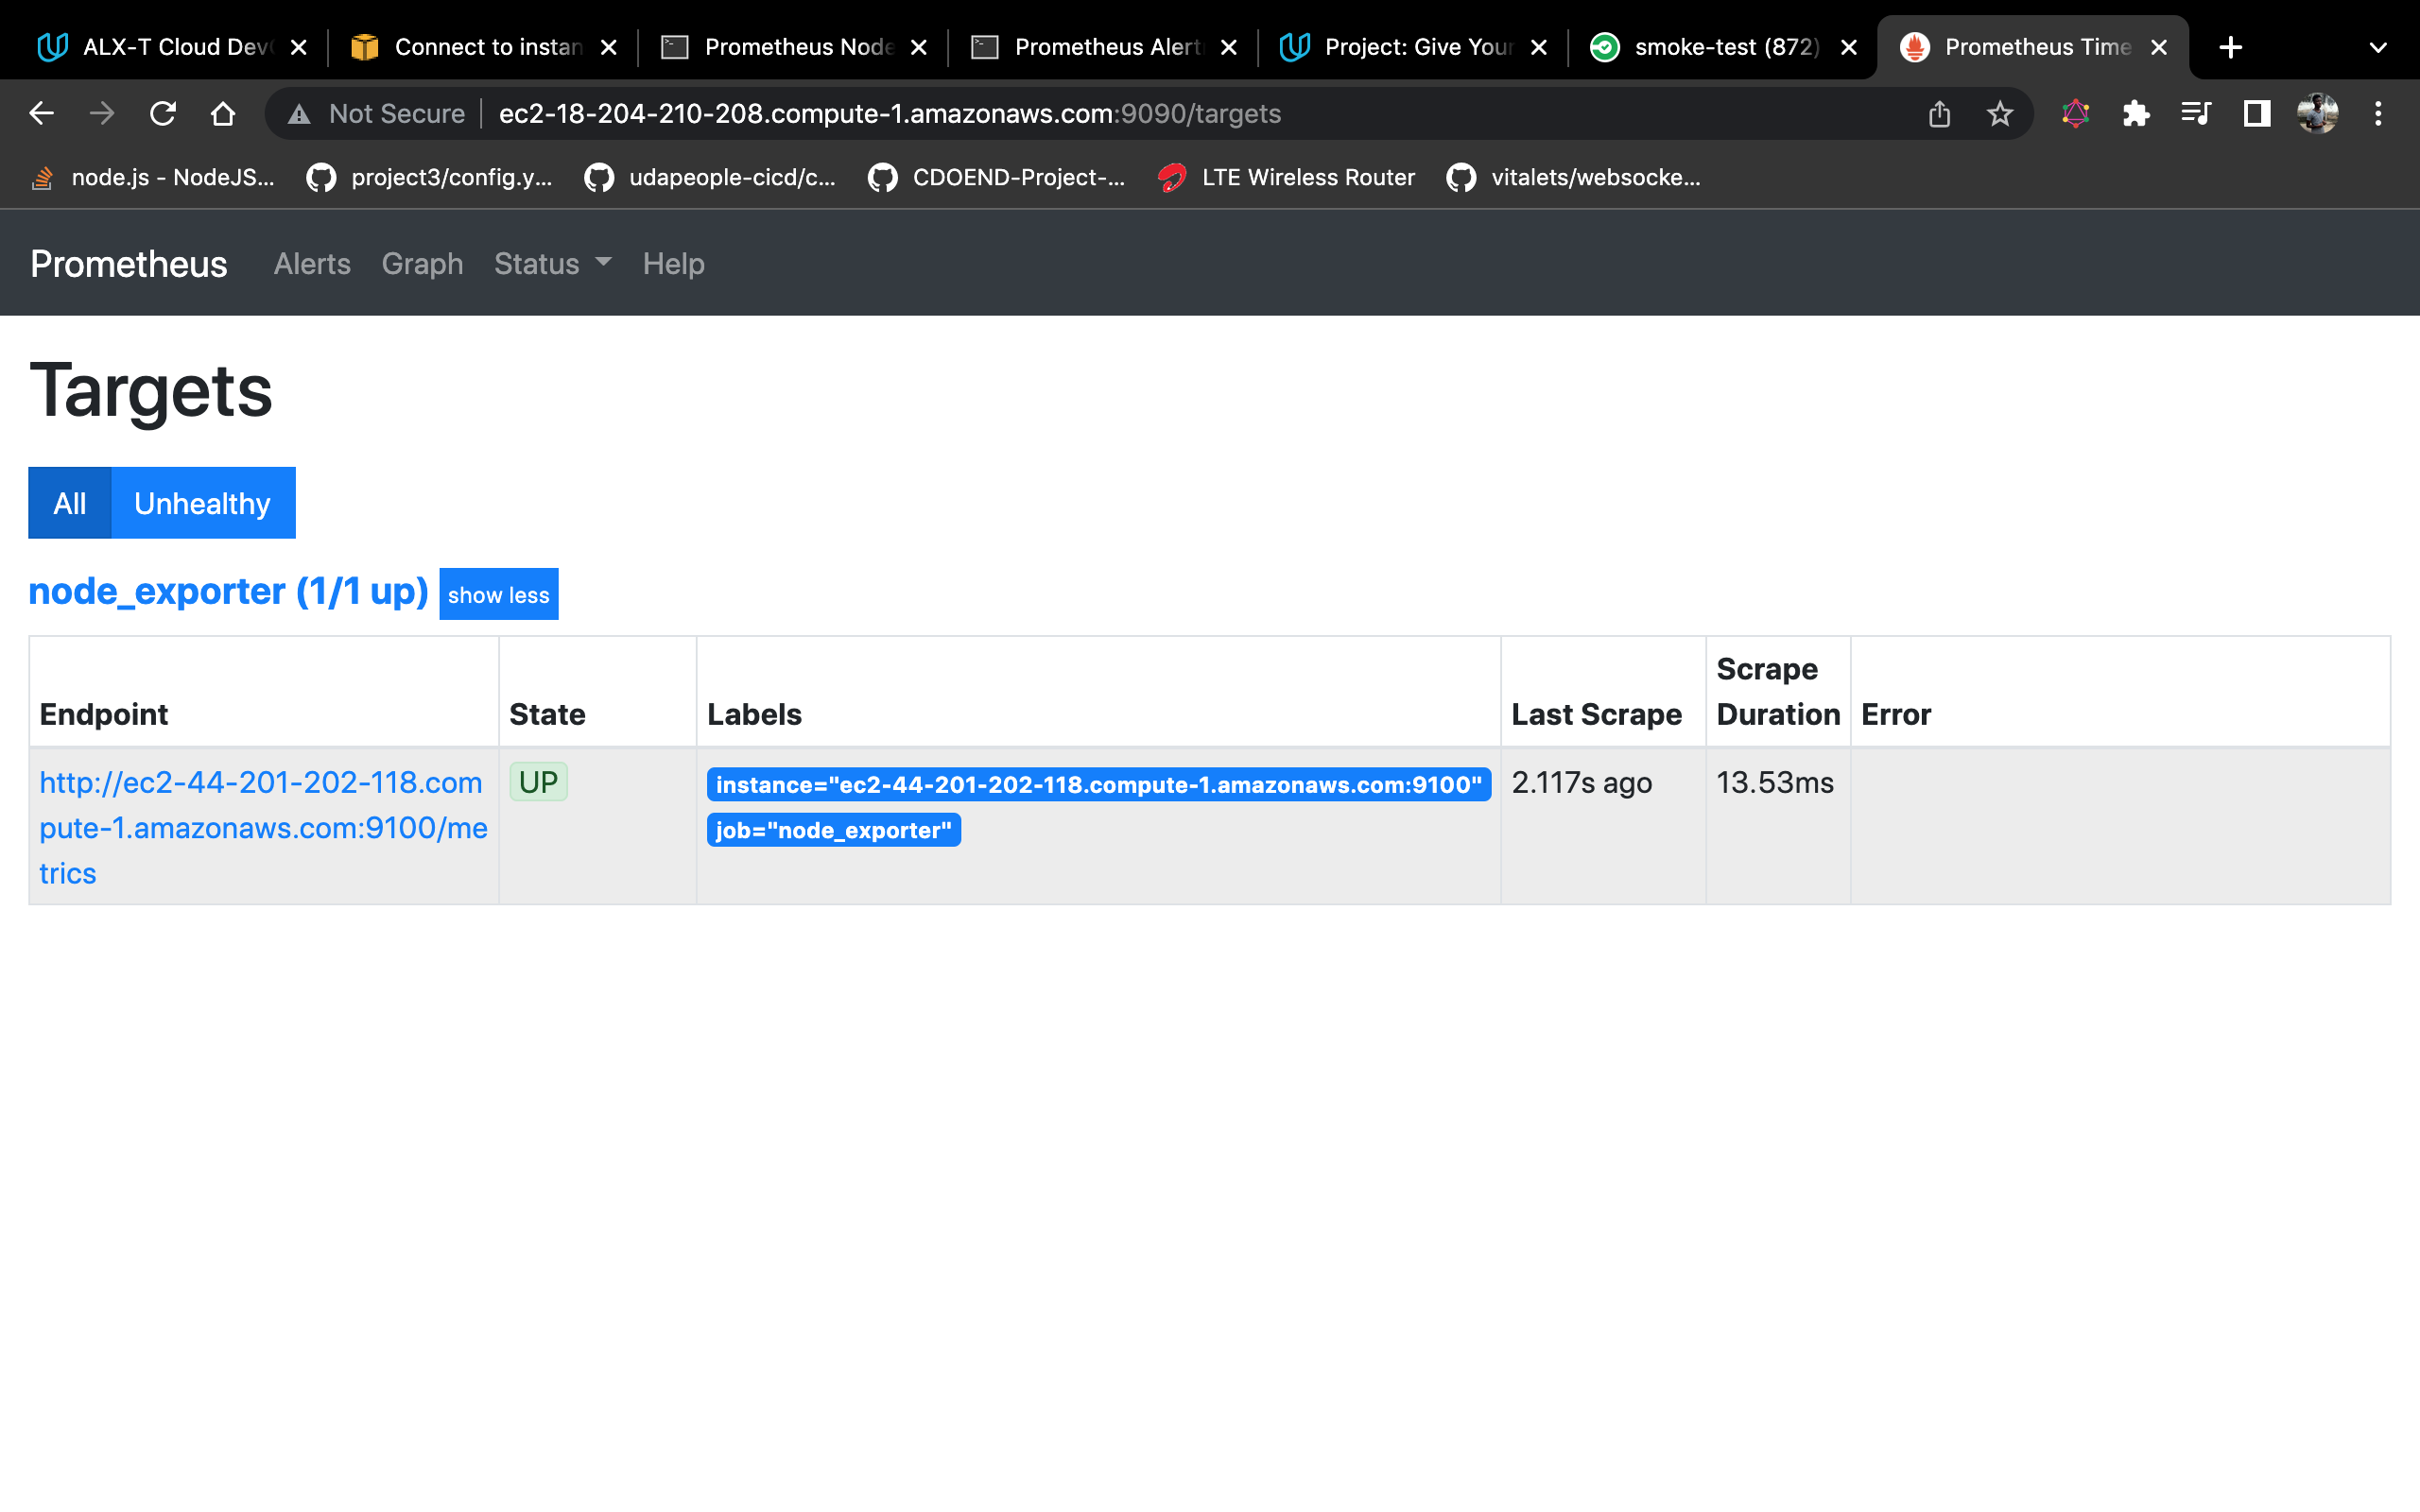 ALX-T Cloud Dev
Connect to instan
Prometheus Node
Prometheus Alert
Project: Give Your
smoke-test (872)
Prometheus Time
Not Secure
ec2-18-204-210-208.compute-1.amazonaws.com:9090/targets
node.js - NodeJS...
project3/config.y...
udapeople-cicd/c...
CDOEND-Project-...
LTE Wireless Router
vitalets/websocke...
Prometheus
Alerts
Graph
Status
Help
Targets
All
Unhealthy
node_exporter (1/1 up)
show less
Endpoint
State
Labels
Last Scrape
Scrape
Duration
Error
http://ec2-44-201-202-118.com
pute-1.amazonaws.com:9100/me
trics
UP
instance="ec2-44-201-202-118.compute-1.amazonaws.com:9100"
job="node_exporter"
2.117s ago
13.53ms